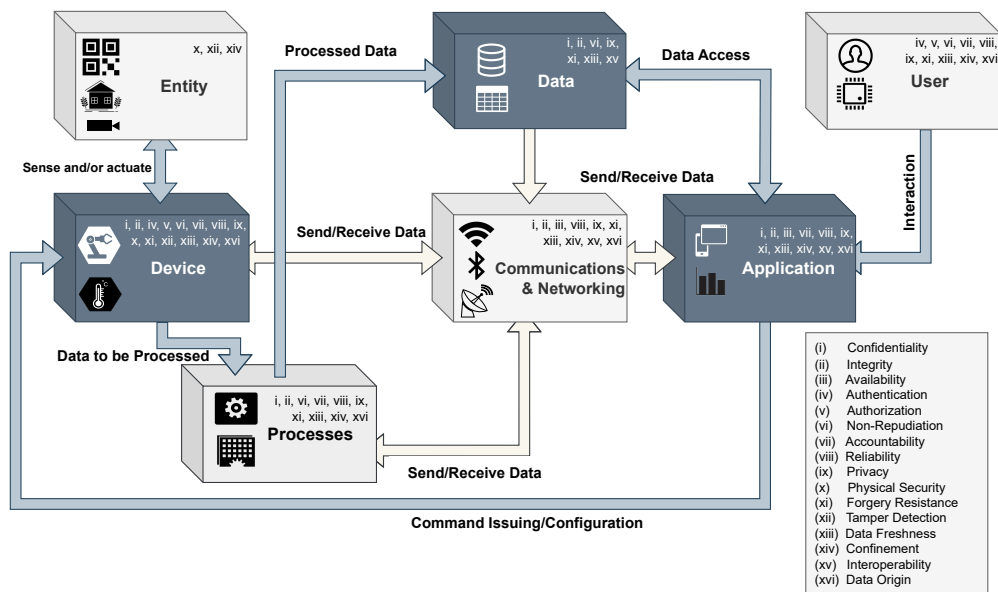 x, xii, xiv
Entity
Processed Data
i, ii, vi, ix,
xi, xiii, xv
Data
Data Access
iv, v, vi, vii, viii,
ix, xi, xiii, xiv, xvi
User
Sense and/or actuate
i, ii, iv, v, vi, vii, viii, ix,
x, xi, xii, xiii, xiv, xvi
Device
°C
Send/Receive Data
i, ii, iii, viii, ix, xi,
xiii, xiv, xv, xvi
Communications
& Networking
Send/Receive Data
i, ii, iii, vii, viii, ix,
xi, xiii, xiv, xv, xvi
Application
Interaction
Data to be Processed
i, ii, vi, vii, viii, ix,
xi, xiii, xiv, xvi
Processes
Send/Receive Data
Command Issuing/Configuration
(i) Confidentiality
(ii) Integrity
(iii) Availability
(iv) Authentication
(v) Authorization
(vi) Non-Repudiation
(vii) Accountability
(viii) Reliability
(ix) Privacy
(x) Physical Security
(xi) Forgery Resistance
(xii) Tamper Detection
(xiii) Data Freshness
(xiv) Confinement
(xv) Interoperability
(xvi) Data Origin